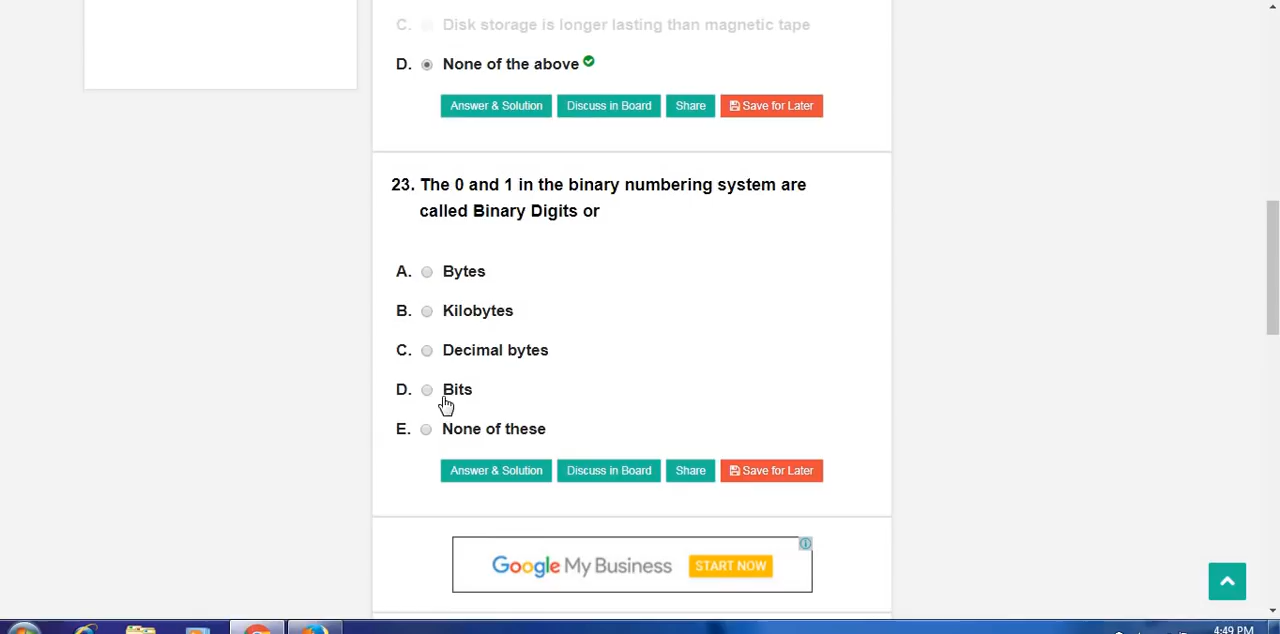 C. Disk storage is longer lasting than magnetic tape
D. None of the above
Answer & Solution Discuss in Board Share Save for Later
23. The 0 and 1 in the binary numbering system are
called Binary Digits or
A. Bytes
B. Kilobytes
C. Decimal bytes
D. Bits
E. None of these
Answer & Solution Discuss in Board Share Save for Later
Google My Business START NOW
4:49 PM